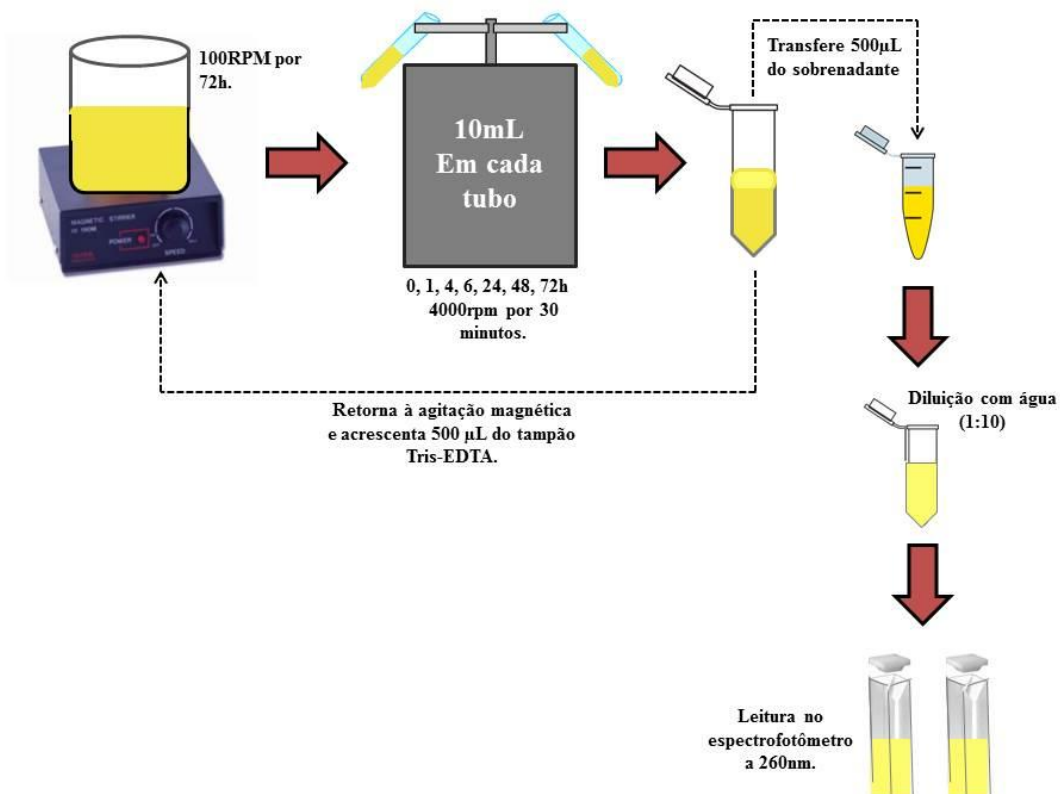 100RPM por
72h.
10mL
Em cada
tubo
0, 1, 4, 6, 24, 48, 72h
4000rpm por 30
minutos.
Transfere 500µL
do sobrenadante
Retorna à agitação magnética
e acrescenta 500 µL do tampão
Tris-EDTA.
Diluição com água
(1:10)
Leitura no
espectrofotômetro
a 260nm.
MAGNETIC STIRRER
POWER
SPEED